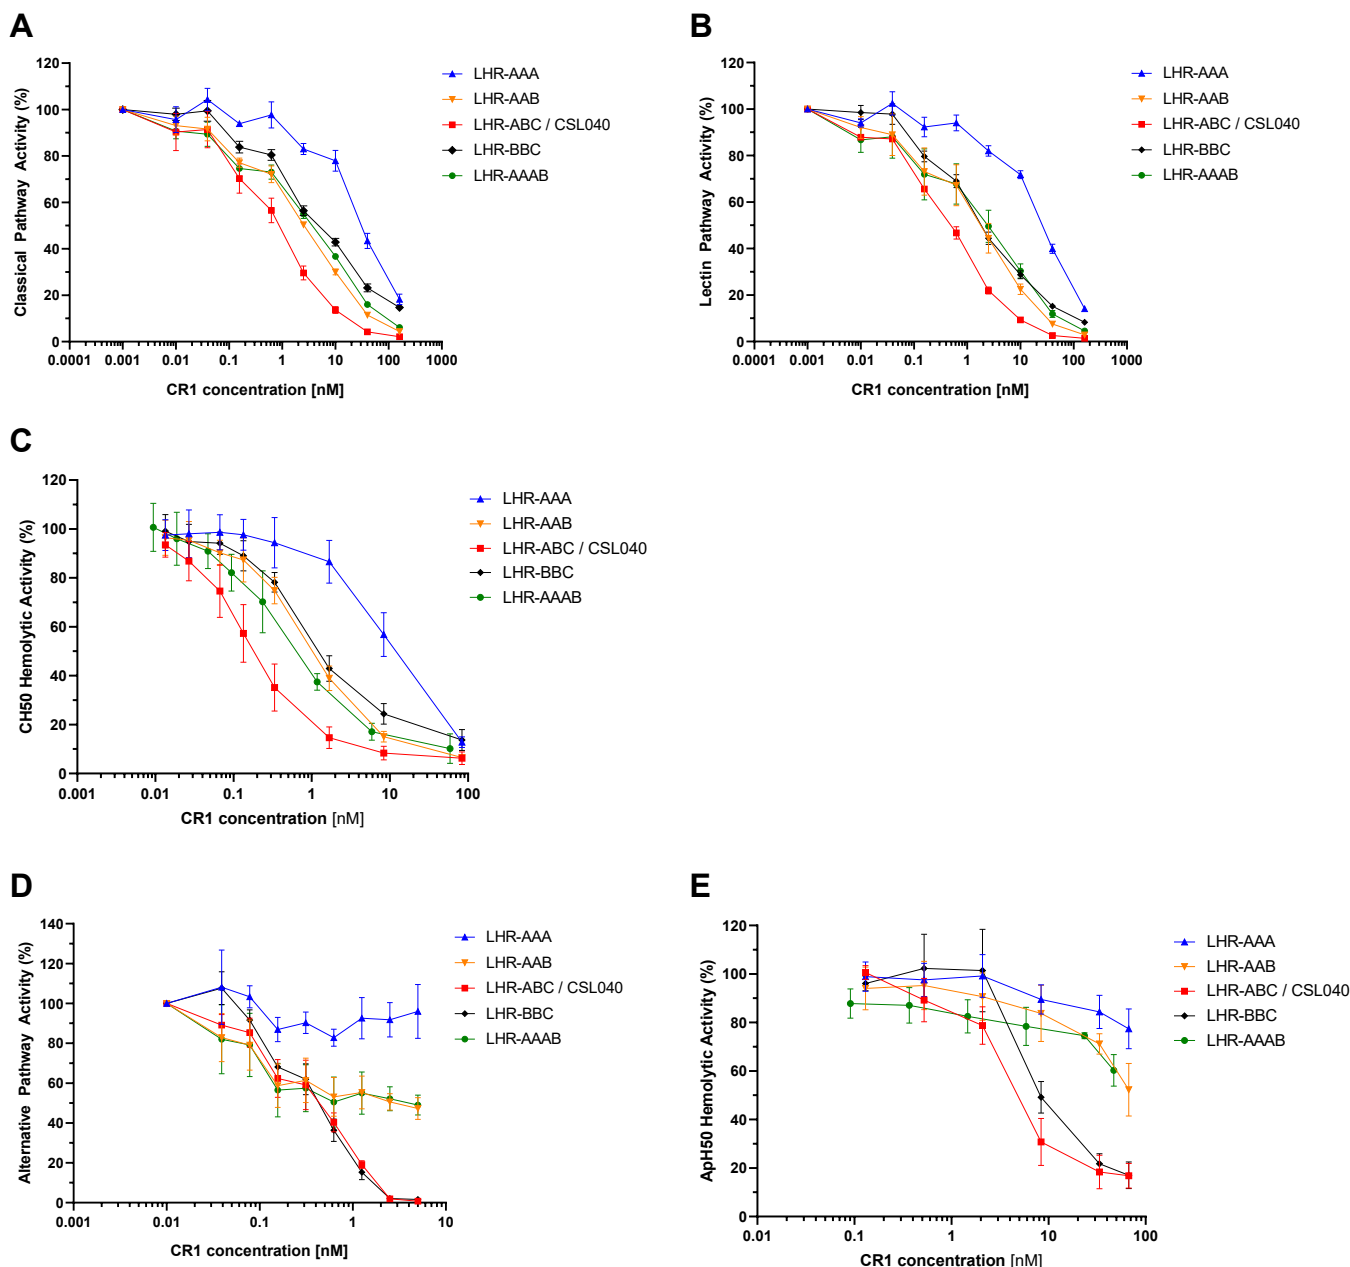 A
Classical Pathway Activity (%)
120
100
80
60
40
20
0
0.0001
0.001
0.01
0.1
1
10
100
1000
CR1 concentration [nM]
LHR-AAA
LHR-AAB
LHR-ABC / CSL040
LHR-BBC
LHR-AAAB
B
Lectin Pathway Activity (%)
120
100
80
60
40
20
0
0.0001
0.001
0.01
0.1
1
10
100
1000
CR1 concentration [nM]
LHR-AAA
LHR-AAB
LHR-ABC / CSL040
LHR-BBC
LHR-AAAB
C
CH50 Hemolytic Activity (%)
120
100
80
60
40
20
0
0.001
0.01
0.1
1
10
100
CR1 concentration [nM]
LHR-AAA
LHR-AAB
LHR-ABC / CSL040
LHR-BBC
LHR-AAAB
D
Alternative Pathway Activity (%)
140
120
100
80
60
40
20
0
0.001
0.01
0.1
1
10
CR1 concentration [nM]
LHR-AAA
LHR-AAB
LHR-ABC / CSL040
LHR-BBC
LHR-AAAB
E
ApH50 Hemolytic Activity (%)
120
100
80
60
40
20
0
0.01
0.1
1
10
100
CR1 concentration [nM]
LHR-AAA
LHR-AAB
LHR-ABC / CSL040
LHR-BBC
LHR-AAAB